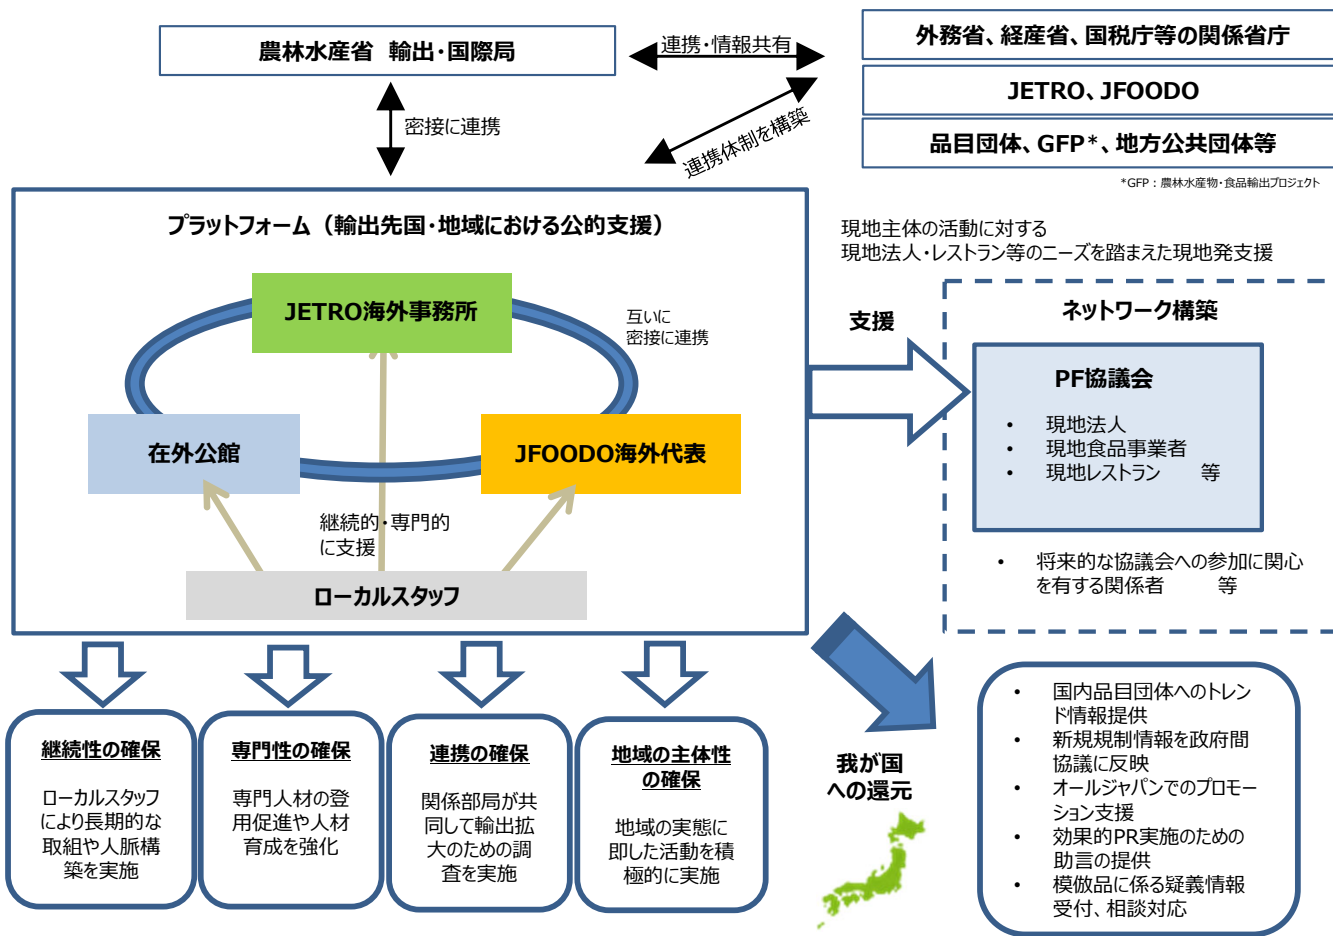 農林水産省 輸出・国際局
連携・情報共有
外務省、経産省、国税庁等の関係省庁
JETRO、JFOODO
品目団体、GFP*、地方公共団体等
*GFP：農林水産物・食品輸出プロジェクト
密接に連携
連携体制を構築
プラットフォーム（輸出先国・地域における公的支援）
JETRO海外事務所
互いに
密接に連携
在外公館
JFOODO海外代表
継続的・専門的
に支援
ローカルスタッフ
現地主体の活動に対する
現地法人・レストラン等のニーズを踏まえた現地発支援
支援
ネットワーク構築
PF協議会
• 現地法人
• 現地食品事業者
• 現地レストラン 等
• 将来的な協議会への参加に関心
を有する関係者 等
継続性の確保
ローカルスタッフ
により長期的な
取組や人脈構
築を実施
専門性の確保
専門人材の登
用促進や人材
育成を強化
連携の確保
関係部局が共
同して輸出拡
大のための調
査を実施
地域の主体性
の確保
地域の実態に
即した活動を積
極的に実施
我が国
への還元
• 国内品目団体へのトレン
ド情報提供
• 新規規制情報を政府間
協議に反映
• オールジャパンでのプロモー
ション支援
• 効果的PR実施のための
助言の提供
• 模倣品に係る疑義情報
受付、相談対応